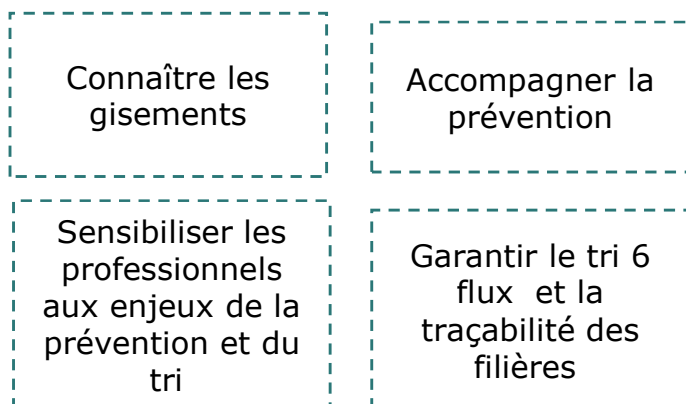 Connaître les
gisements
Accompagner la
prévention
Sensibiliser les
professionnels
aux enjeux de la
prévention et du
tri
Garantir le tri 6
flux et la
traçabilité des
filières